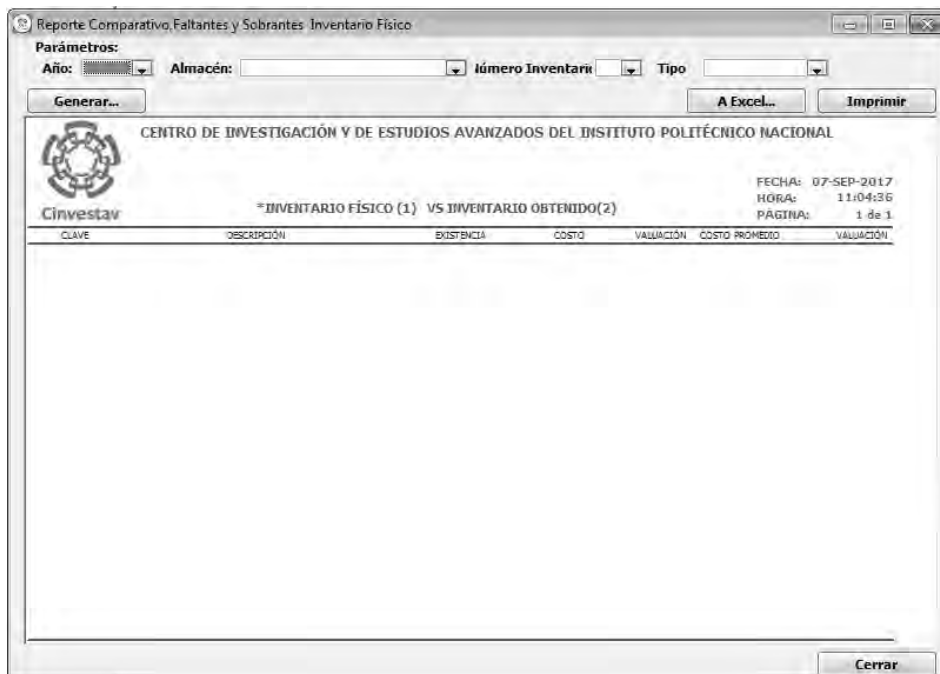 Reporte Comparativo,Faltantes y Sobrantes Inventario Físico
Parámetros:
Año: Almacén: lúmero Inventario Tipo
Generar... A Excel... Imprimir
CENTRO DE INVESTIGACIÓN Y DE ESTUDIOS AVANZADOS DEL INSTITUTO POLITÉCNICO NACIONAL
FECHA: 07-SEP-2017
HORA: 11:04:36
Cinvestav *INVENTARIO FÍSICO (1) VS INVENTARIO OBTENIDO(2) PÁGINA: 1 de 1
CLAVE DESCRIPCIÓN EXISTENCIA COSTO VALUACIÓN COSTO PROMEDIO VALUACIÓN
Cerrar